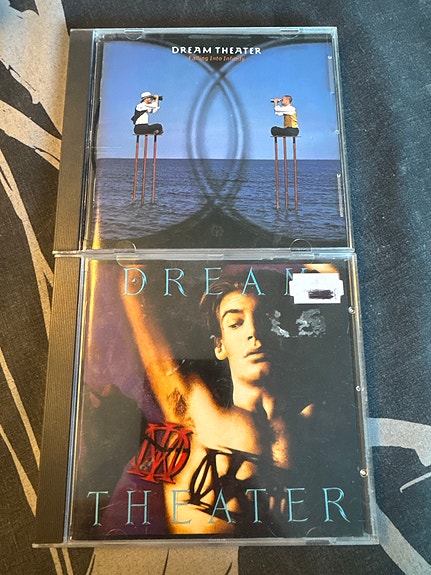 DREAM THEATER
Falling Into Infinity
DREAM
THEATER